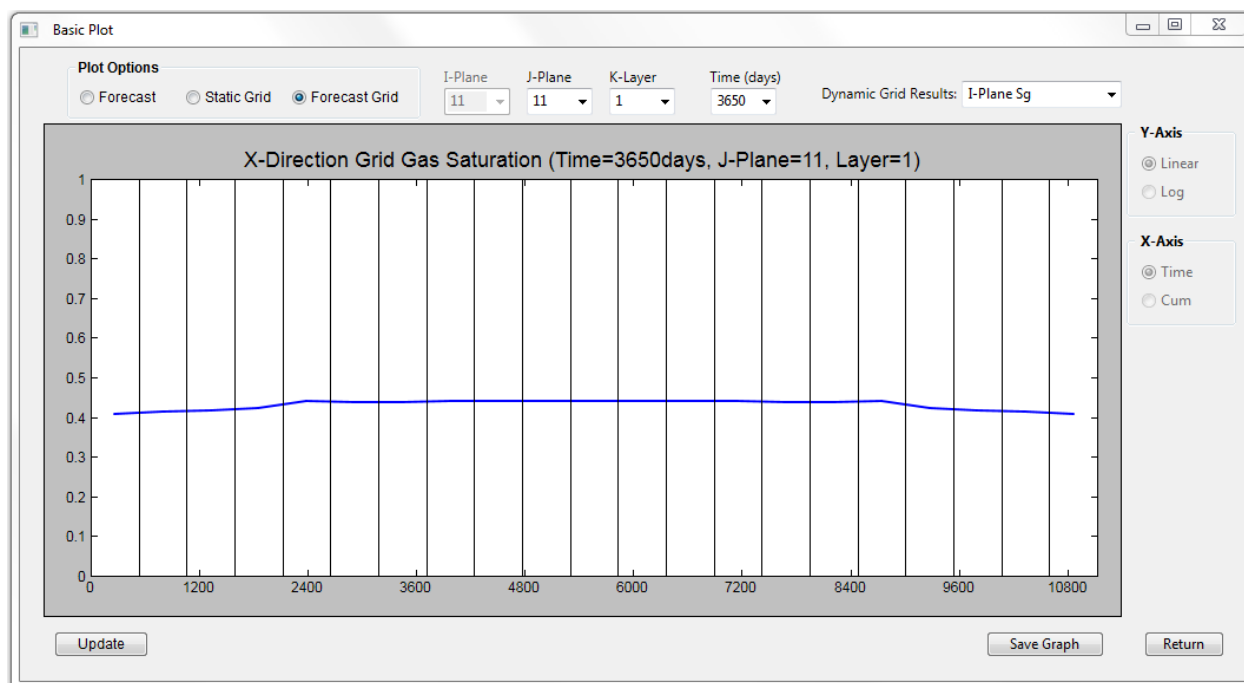 Basic Plot
Plot Options
Forecast Static Grid Forecast Grid
I-Plane J-Plane K-Layer Time (days)
11 11 1 3650
Dynamic Grid Results: I-Plane Sg
X-Direction Grid Gas Saturation (Time=3650days, J-Plane=11, Layer=1)
1
0.9
0.8
0.7
0.6
0.5
0.4
0.3
0.2
0.1
0
0 1200 2400 3600 4800 6000 7200 8400 9600 10800
Y-Axis
Linear
Log
X-Axis
Time
Cum
Update Save Graph Return